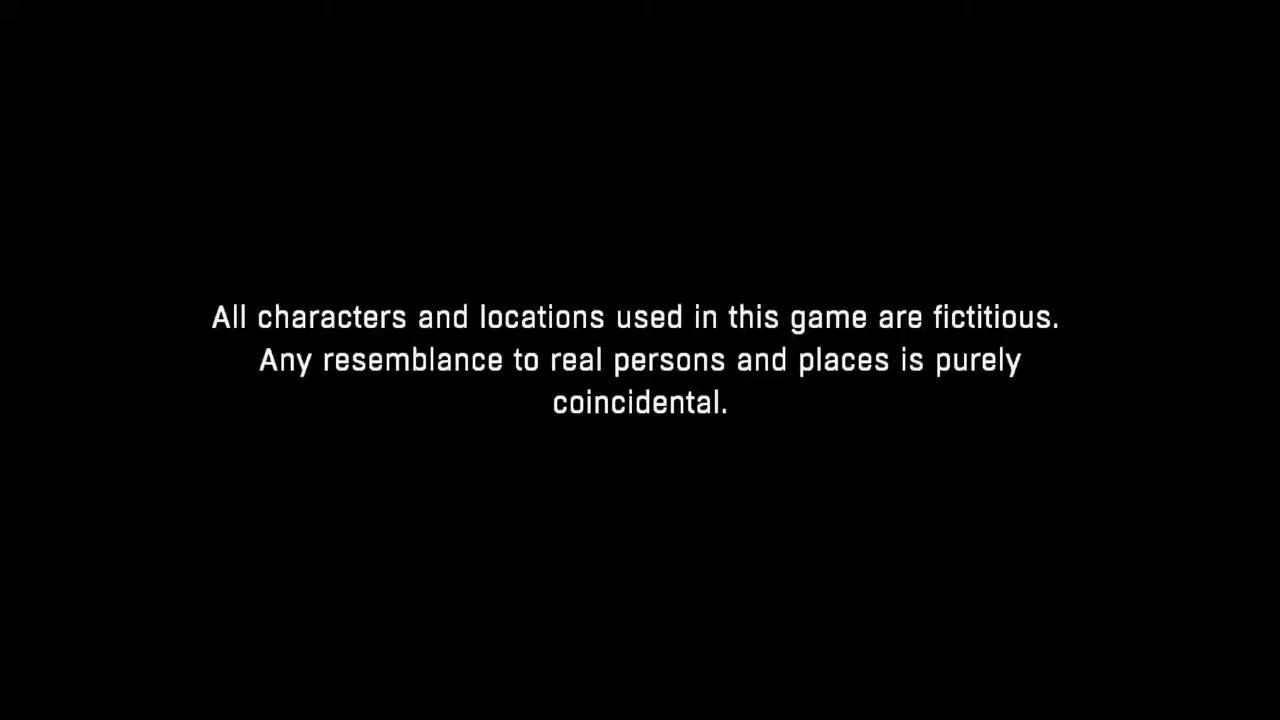 All characters and locations used in this game are fictitious.
Any resemblance to real persons and places is purely
coincidental.